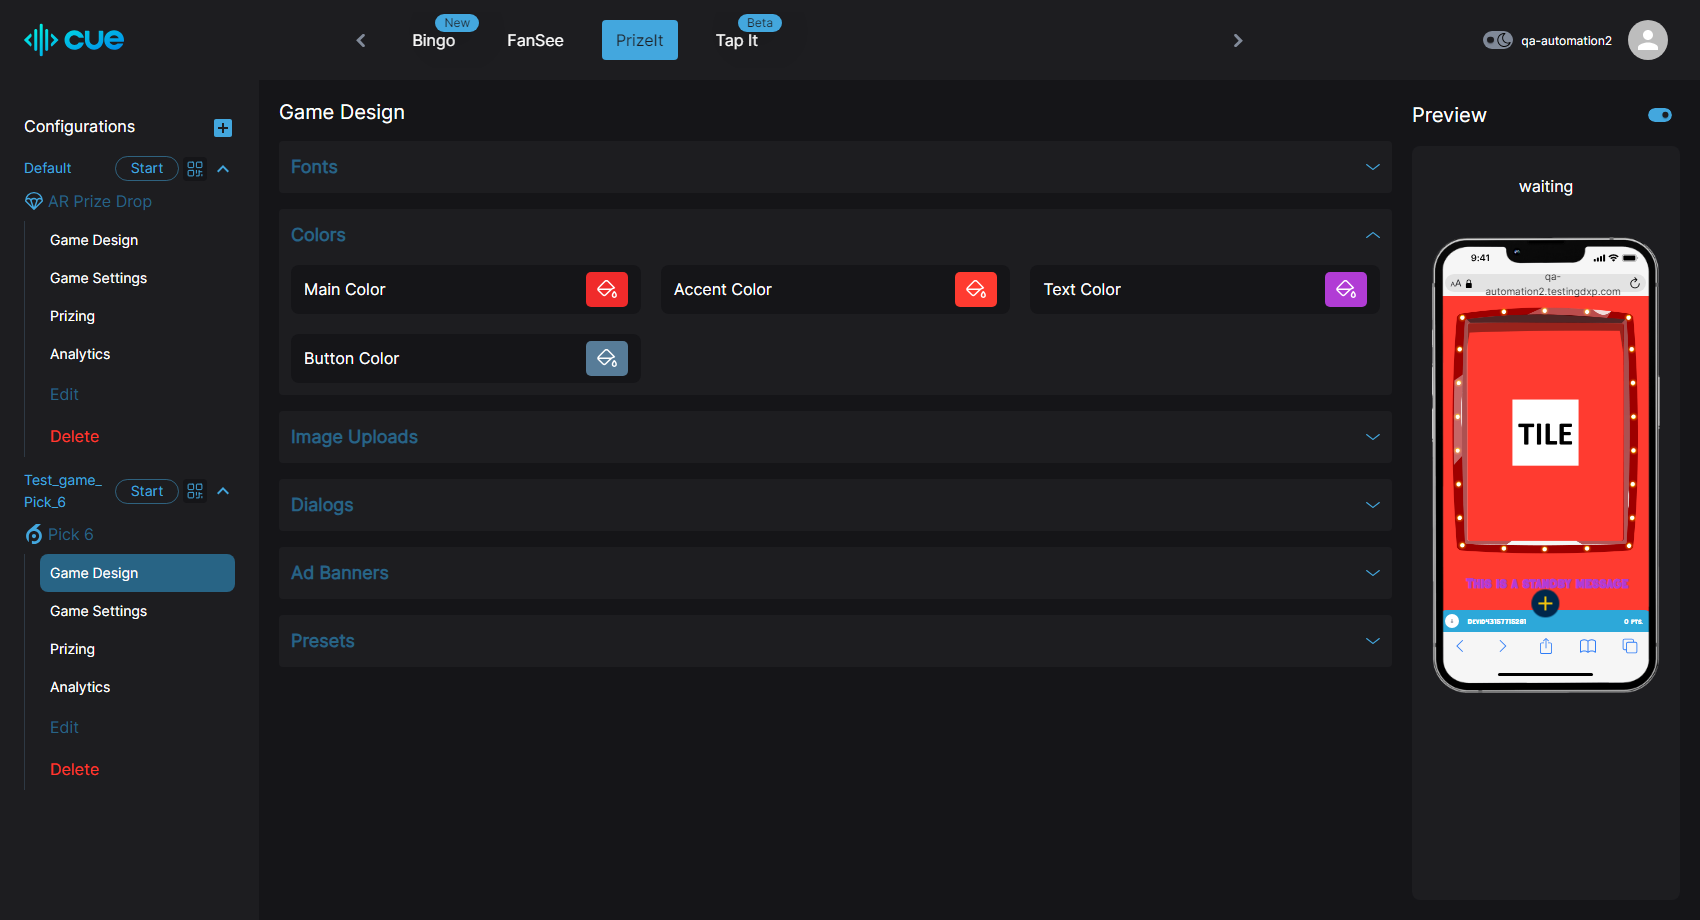 cue
New
Bingo
FanSee
PrizeIt
Beta
Tap It
qa-automation2
Configurations
Default
Start
AR Prize Drop
Game Design
Game Settings
Prizing
Analytics
Edit
Delete
Test_game_
Pick_6
Start
Pick 6
Game Design
Game Settings
Prizing
Analytics
Edit
Delete
Game Design
Fonts
Colors
Main Color
Accent Color
Text Color
Button Color
Image Uploads
Dialogs
Ad Banners
Presets
Preview
waiting
9:41
AA
qa-
automation2.testingdxp.com
TILE
This is a standby message
0 PTS.